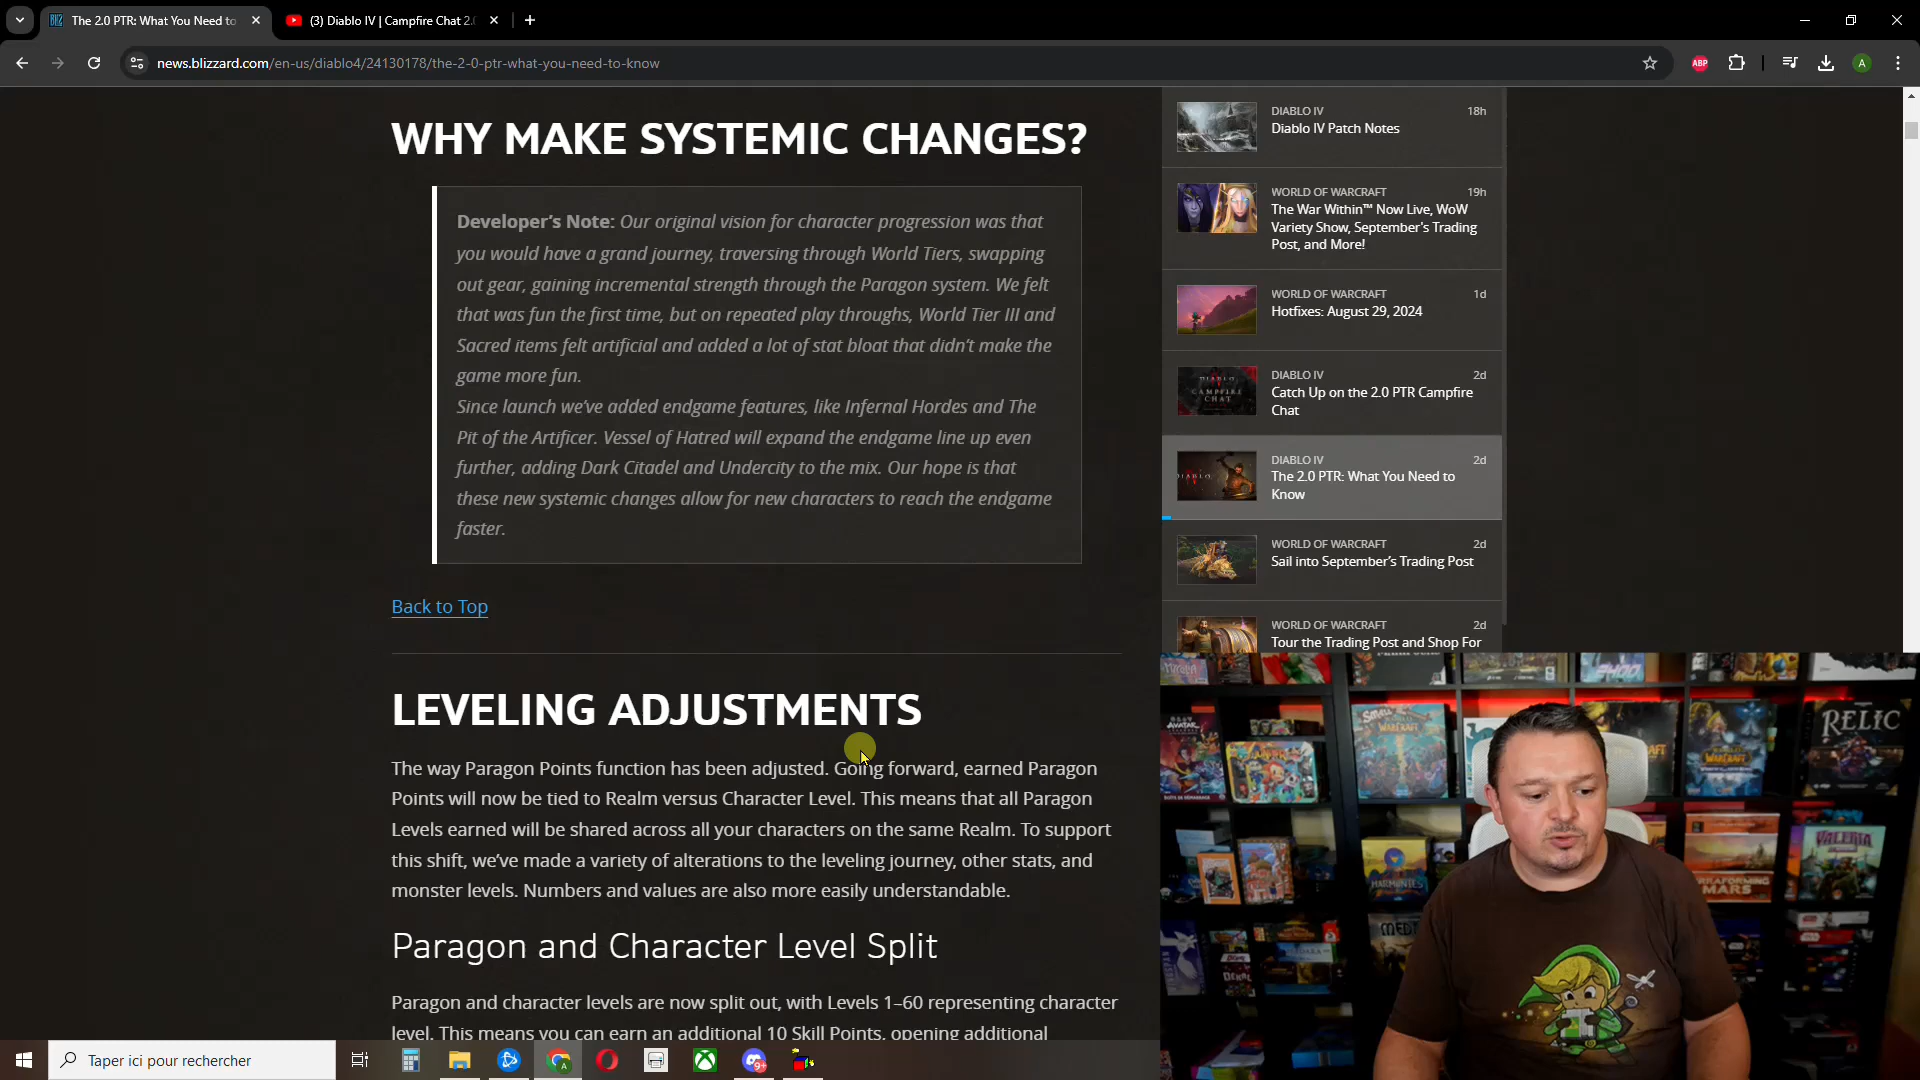 The 2.0 PTR: What You Need to
(3) Diablo IV | Campfire Chat 2.
news.blizzard.com/en-us/diablo4/24130178/the-2-0-ptr-what-you-need-to-know
ABP
A
WHY MAKE SYSTEMIC CHANGES?
Developer's Note: Our original vision for character progression was that
you would have a grand journey, traversing through World Tiers, swapping
out gear, gaining incremental strength through the Paragon system. We felt
that was fun the first time, but on repeated play throughs, World Tier III and
Sacred items felt artificial and added a lot of stat bloat that didn't make the
game more fun.
Since launch we've added endgame features, like Infernal Hordes and The
Pit of the Artificer. Vessel of Hatred will expand the endgame line up even
further, adding Dark Citadel and Undercity to the mix. Our hope is that
these new systemic changes allow for new characters to reach the endgame
faster.
Back to Top
LEVELING ADJUSTMENTS
The way Paragon Points function has been adjusted. Going forward, earned Paragon
Points will now be tied to Realm versus Character Level. This means that all Paragon
Levels earned will be shared across all your characters on the same Realm. To support
this shift, we've made a variety of alterations to the leveling journey, other stats, and
monster levels. Numbers and values are also more easily understandable.
Paragon and Character Level Split
Paragon and character levels are now split out, with Levels 1–60 representing character
level. This means you can earn an additional 10 Skill Points, opening additional
DIABLO IV 18h
Diablo IV Patch Notes
WORLD OF WARCRAFT 19h
The War Within™ Now Live, WoW
Variety Show, September's Trading
Post, and More!
WORLD OF WARCRAFT 1d
Hotfixes: August 29, 2024
DIABLO IV 2d
Catch Up on the 2.0 PTR Campfire
Chat
DIABLO IV 2d
The 2.0 PTR: What You Need to
Know
WORLD OF WARCRAFT 2d
Sail into September's Trading Post
WORLD OF WARCRAFT 2d
Tour the Trading Post and Shop For
DIABLO
CAMPFIRE
CHAT
RELIC
AVATAR
HARMONIES
VALERIA
TERRAFORMING
MARS
Taper ici pour rechercher
9+